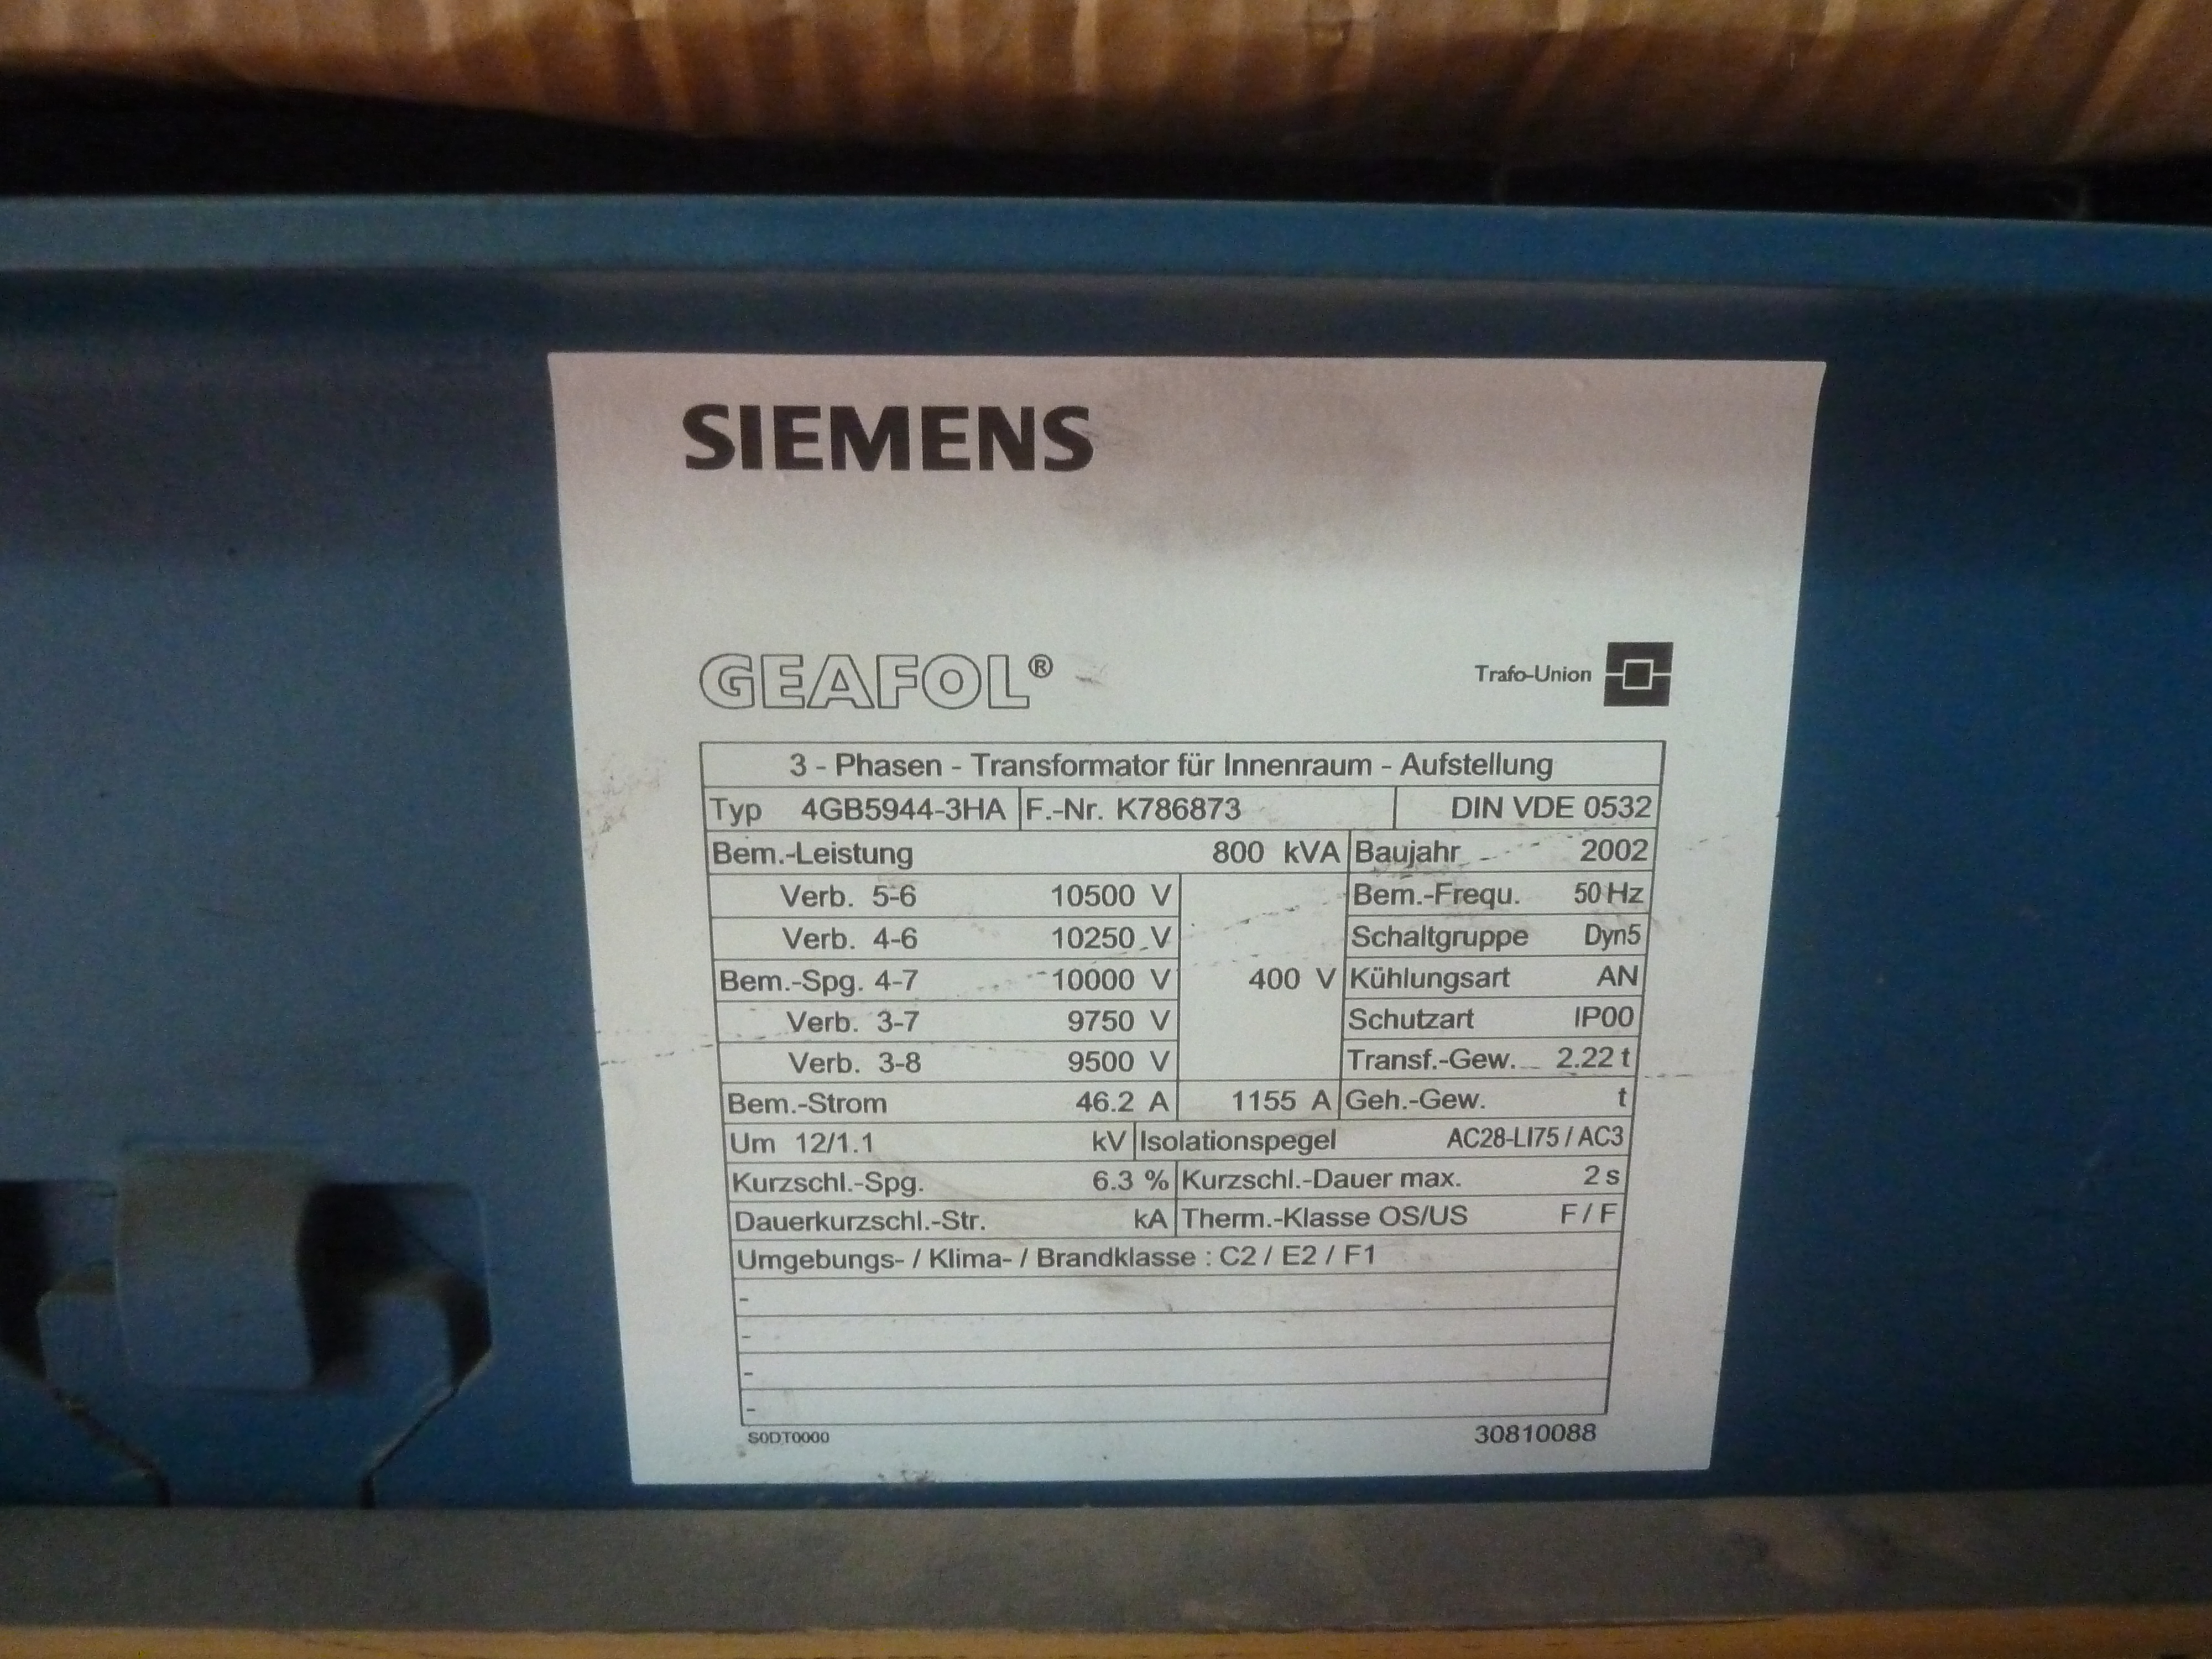 SIEMENS
GEAFOL® Trafo-Union
3 - Phasen - Transformator für Innenraum - Aufstellung
Typ 4GB5944-3HA F.-Nr. K786873 DIN VDE 0532
Bem.-Leistung 800 kVA Baujahr 2002
Verb. 5-6 10500 V Bem.-Frequ. 50 Hz
Verb. 4-6 10250 V Schaltgruppe Dyn5
Bem.-Spg. 4-7 10000 V 400 V Kühlungsart AN
Verb. 3-7 9750 V Schutzart IP00
Verb. 3-8 9500 V Transf.-Gew. 2.22 t
Bem.-Strom 46.2 A 1155 A Geh.-Gew. t
Um 12/1.1 kV Isolationspegel AC28-LI75 / AC3
Kurzschl.-Spg. 6.3 % Kurzschl.-Dauer max. 2 s
Dauerkurzschl.-Str. kA Therm.-Klasse OS/US F / F
Umgebungs- / Klima- / Brandklasse : C2 / E2 / F1
-
-
-
-
S0DT0000 30810088